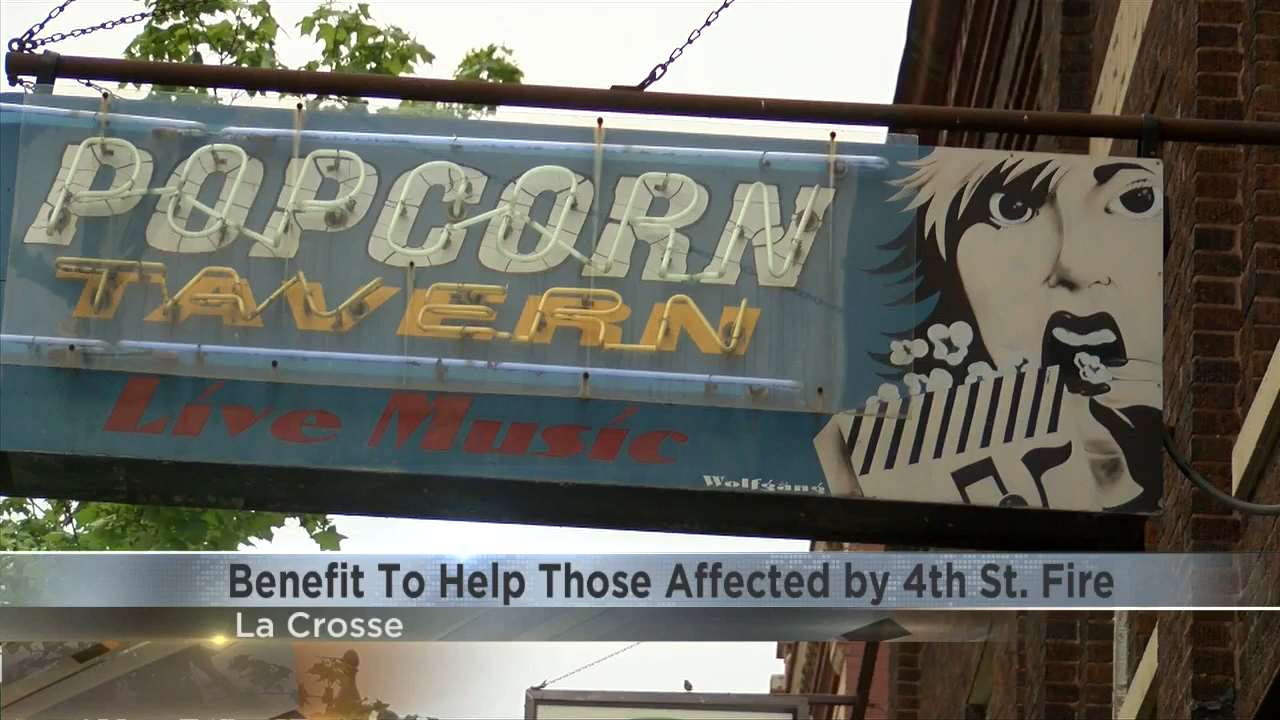 POPCORN
TAVERN
Live Music
Wolfgang
Benefit To Help Those Affected by 4th St. Fire
La Crosse